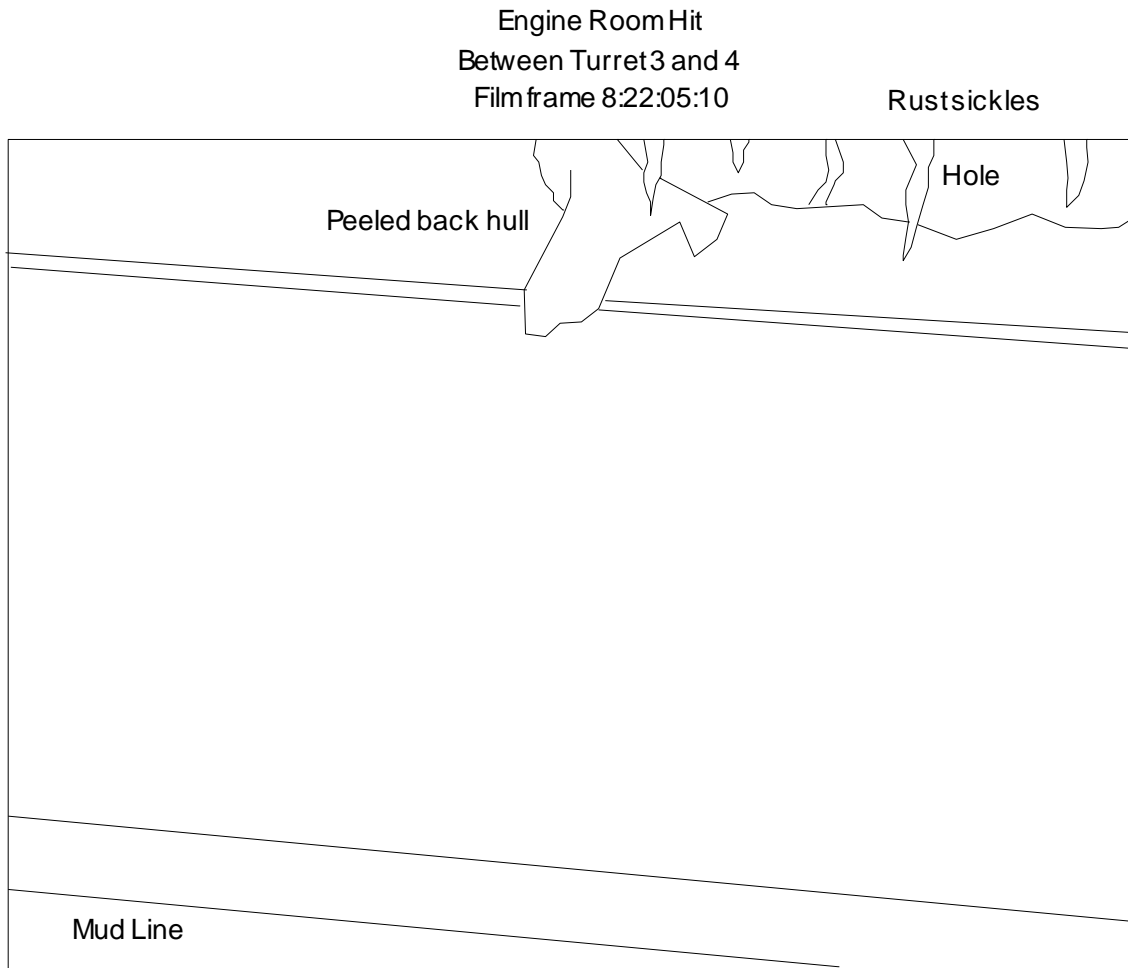 Engine Room Hit
Between Turret 3 and 4
Film frame 8:22:05:10
Rustsickles
Hole
Peeled back hull
Mud Line